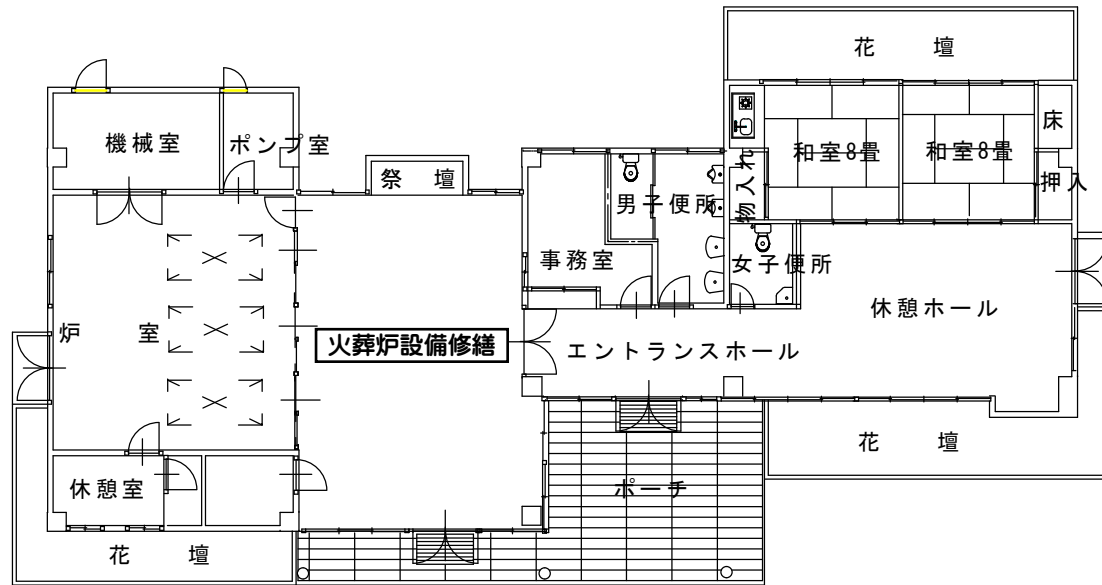 花 壇
機械室
ポンプ室
祭 壇
男子便所
物入れ
和室8畳
和室8畳
床
押入
事務室
女子便所
休憩ホール
炉 室
火葬炉設備修繕
エントランスホール
花 壇
休憩室
ポーチ
花 壇